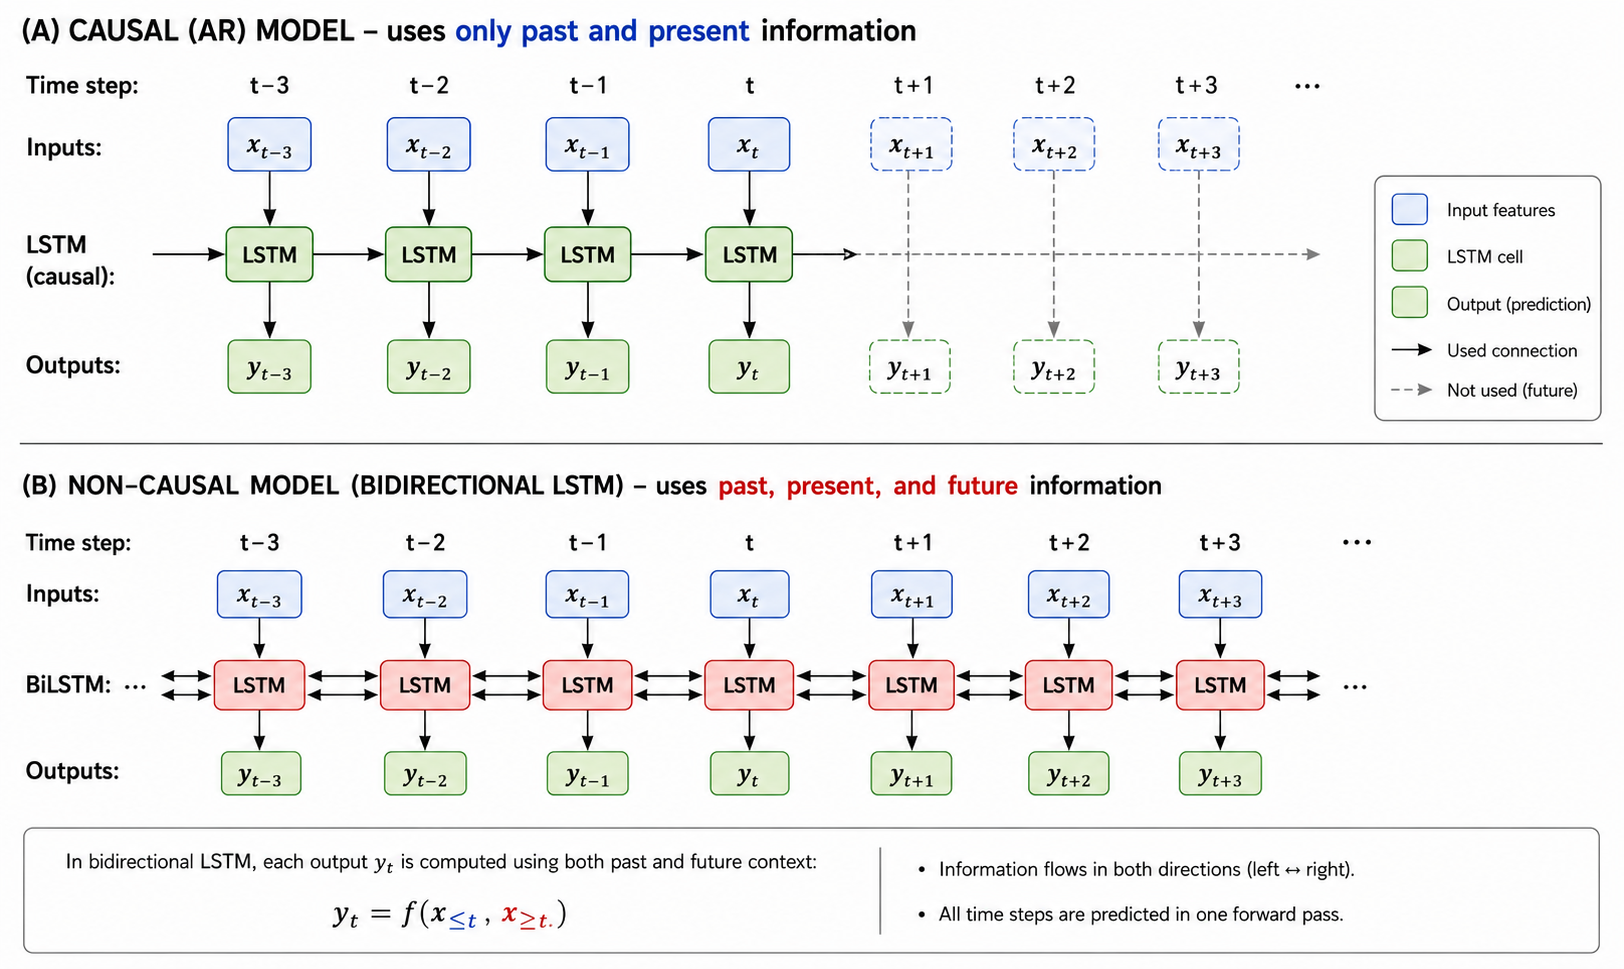 (A) CAUSAL (AR) MODEL – uses only past and present information
Time step: t−3 t−2 t−1 t t+1 t+2 t+3 ...
Inputs: x_{t−3} x_{t−2} x_{t−1} x_t x_{t+1} x_{t+2} x_{t+3}
LSTM (causal): LSTM LSTM LSTM LSTM
Outputs: y_{t−3} y_{t−2} y_{t−1} y_t y_{t+1} y_{t+2} y_{t+3}
Input features
LSTM cell
Output (prediction)
Used connection
Not used (future)
(B) NON–CAUSAL MODEL (BIDIRECTIONAL LSTM) – uses past, present, and future information
Time step: t−3 t−2 t−1 t t+1 t+2 t+3 ...
Inputs: x_{t−3} x_{t−2} x_{t−1} x_t x_{t+1} x_{t+2} x_{t+3}
BiLSTM: ... LSTM LSTM LSTM LSTM LSTM LSTM LSTM ...
Outputs: y_{t−3} y_{t−2} y_{t−1} y_t y_{t+1} y_{t+2} y_{t+3}
In bidirectional LSTM, each output y_t is computed using both past and future context:
y_t = f(x_{≤t}, x_{≥t.})
• Information flows in both directions (left ↔ right).
• All time steps are predicted in one forward pass.